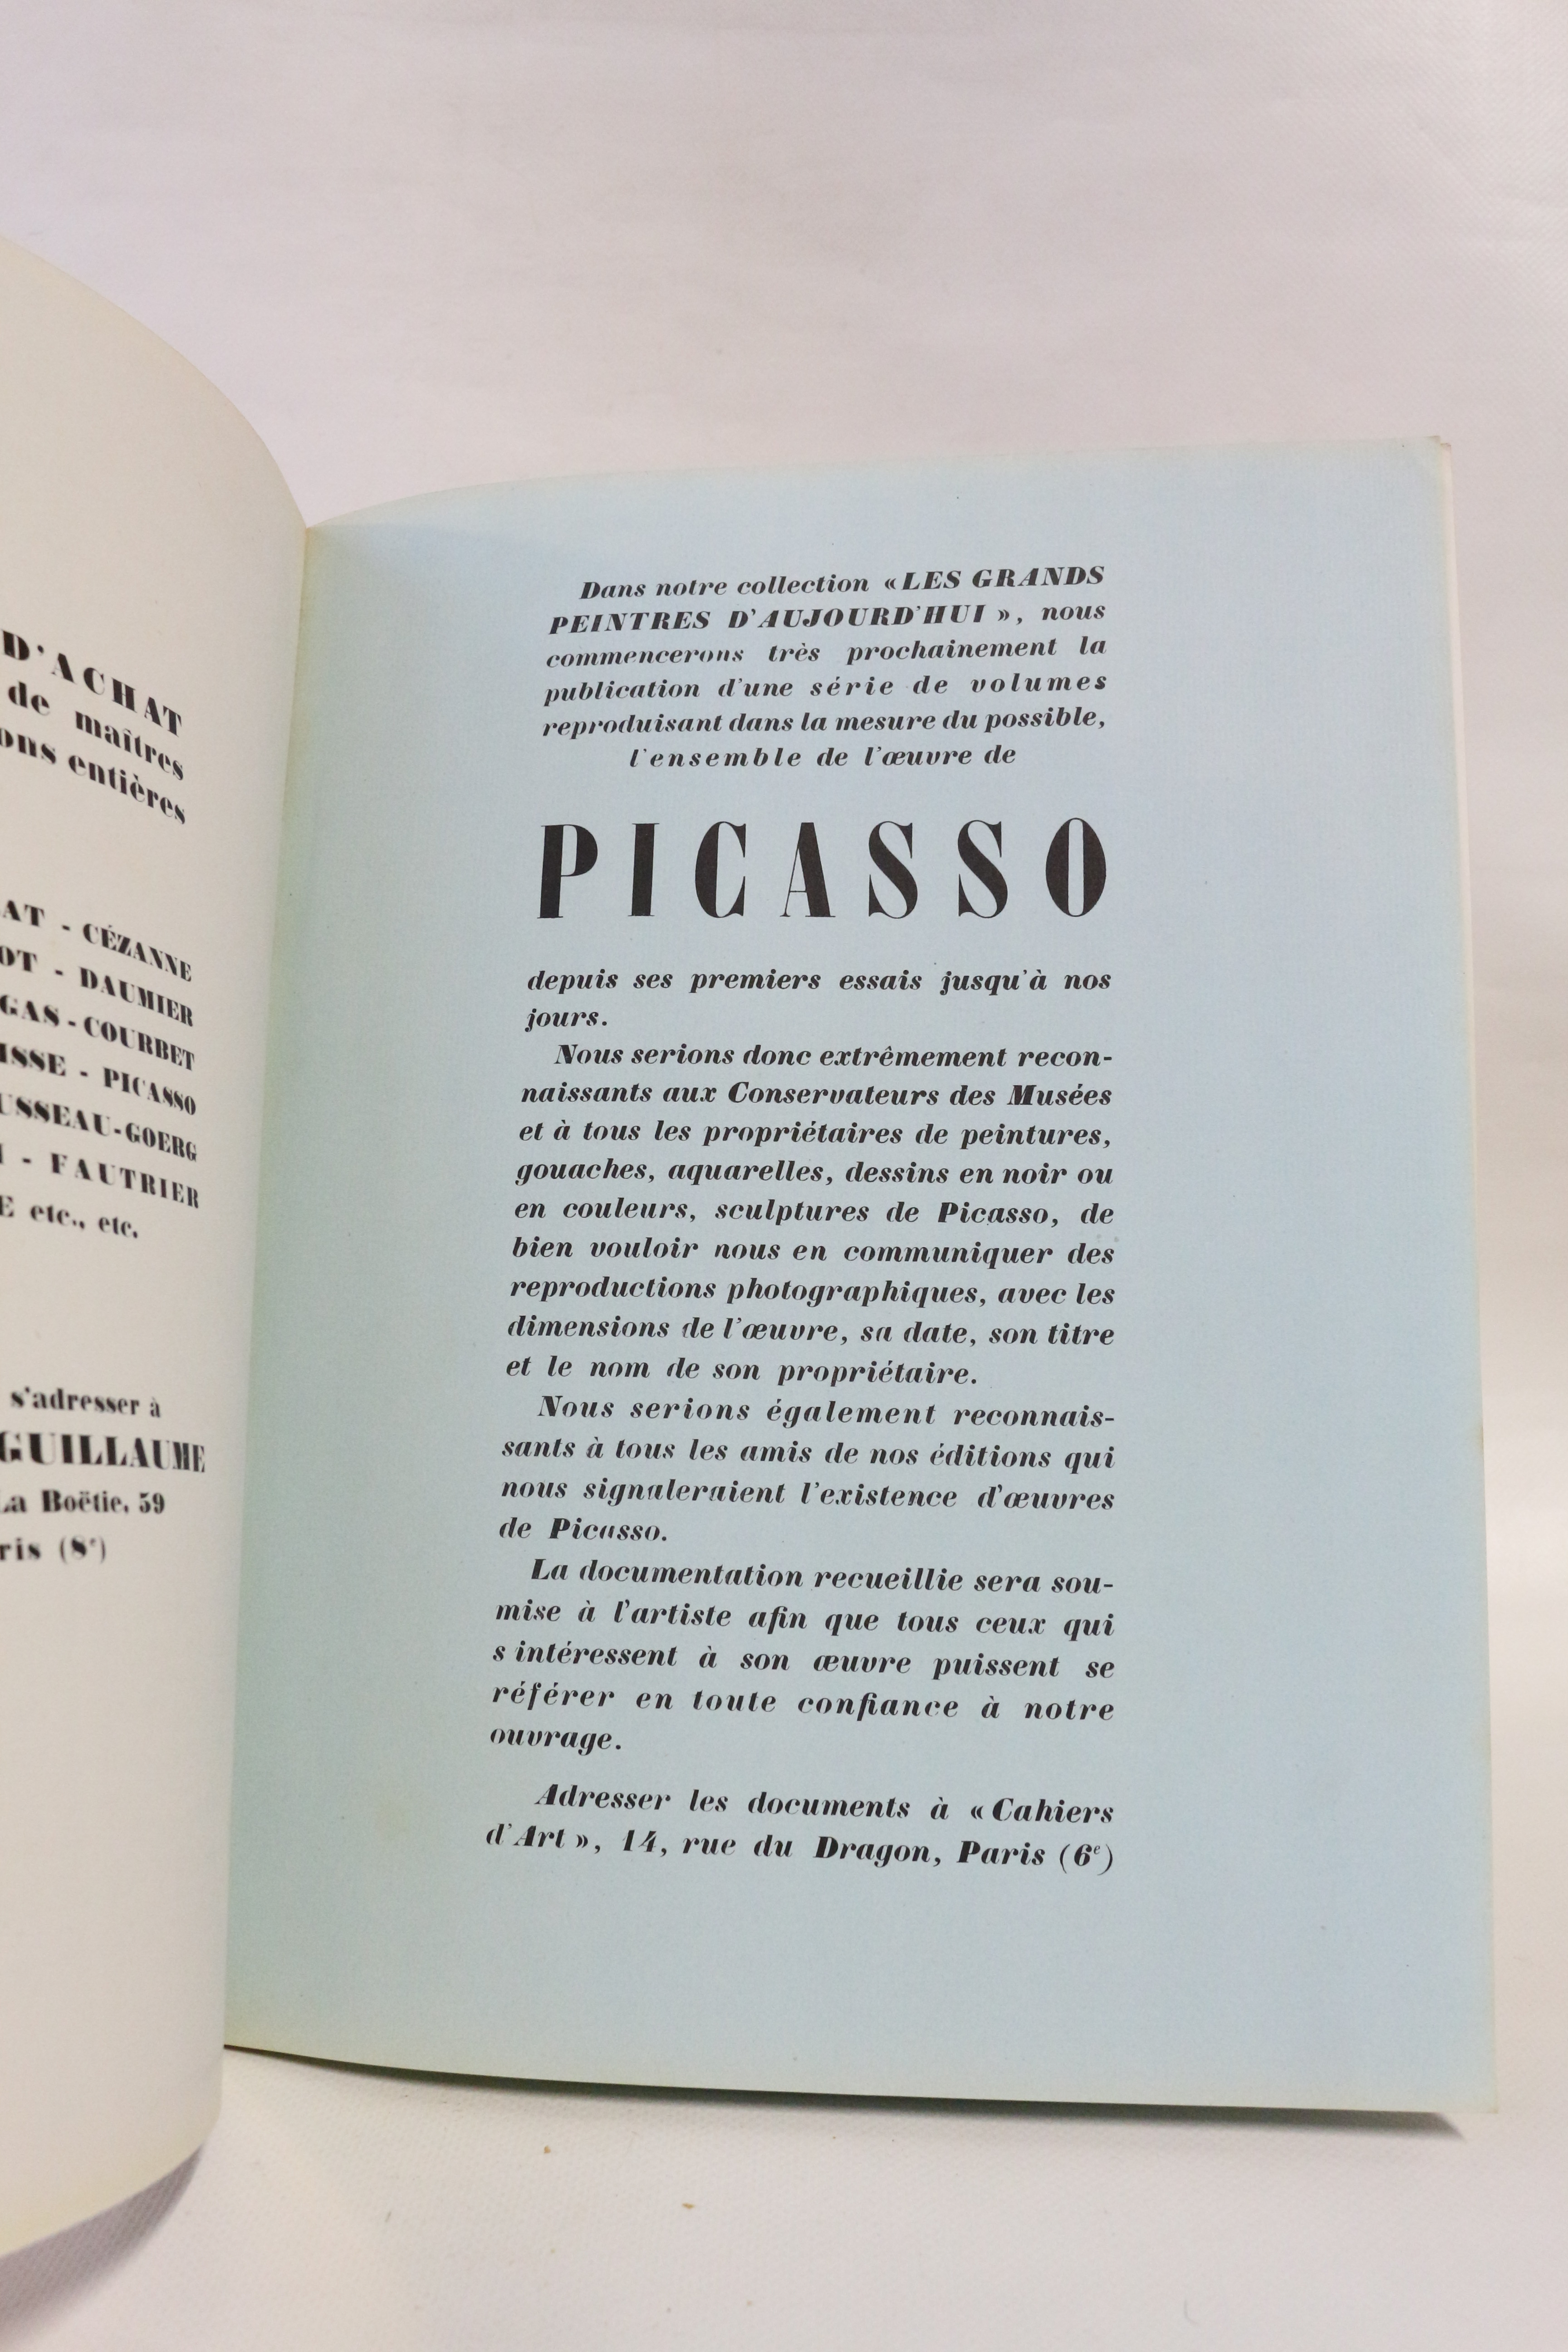 D'ACHAT
de maîtres
entières
CÉZANNE
- DAUMIER
- COURBET
- PICASSO
-GOERG
- FAUTRIER
etc., etc.
s'adresser à
GUILLAUME
La Boëtie, 59
(8e)
Dans notre collection « LES GRANDS
PEINTRES D'AUJOURD'HUI », nous
commencerons très prochainement la
publication d'une série de volumes
reproduisant dans la mesure du possible,
l'ensemble de l'œuvre de
PICASSO
depuis ses premiers essais jusqu'à nos
jours.
Nous serions donc extrêmement recon-
naissants aux Conservateurs des Musées
et à tous les propriétaires de peintures,
gouaches, aquarelles, dessins en noir ou
en couleurs, sculptures de Picasso, de
bien vouloir nous en communiquer des
reproductions photographiques, avec les
dimensions de l'œuvre, sa date, son titre
et le nom de son propriétaire.
Nous serions également reconnais-
sants à tous les amis de nos éditions qui
nous signaleraient l'existence d'œuvres
de Picasso.
La documentation recueillie sera sou-
mise à l'artiste afin que tous ceux qui
s'intéressent à son œuvre puissent se
référer en toute confiance à notre
ouvrage.
Adresser les documents à « Cahiers
d'Art », 14, rue du Dragon, Paris (6e)